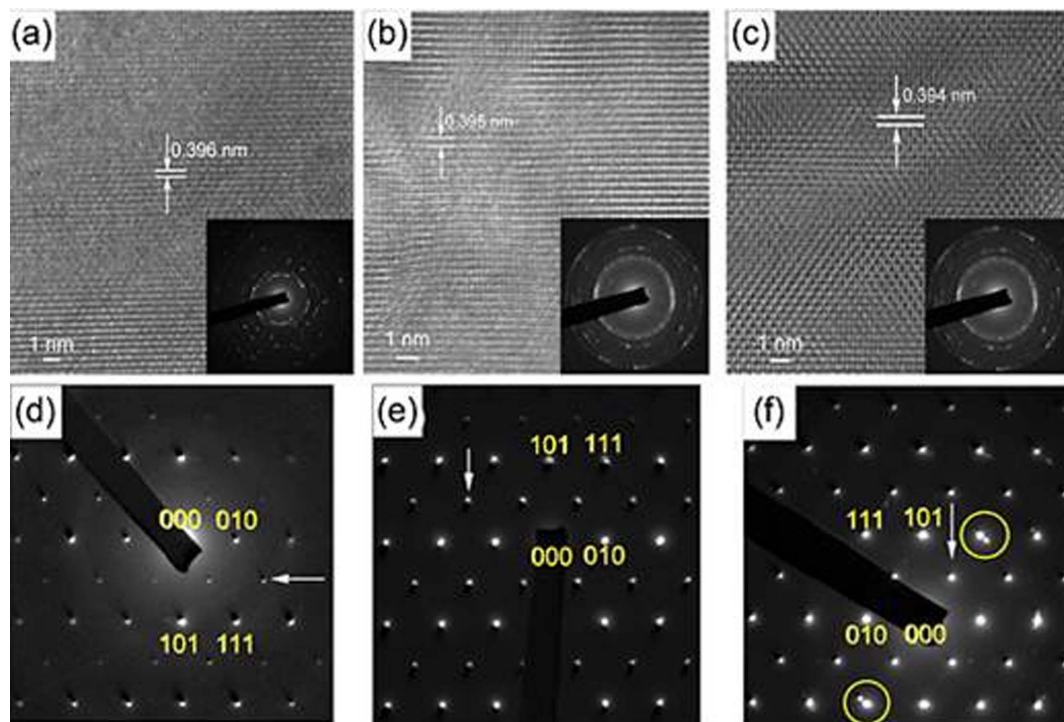 (a)
0.396 nm
1 nm
(b)
0.395 nm
1 nm
(c)
0.394 nm
1 nm
(d)
000 010
101 111
(e)
101 111
000 010
(f)
111 101
010 000